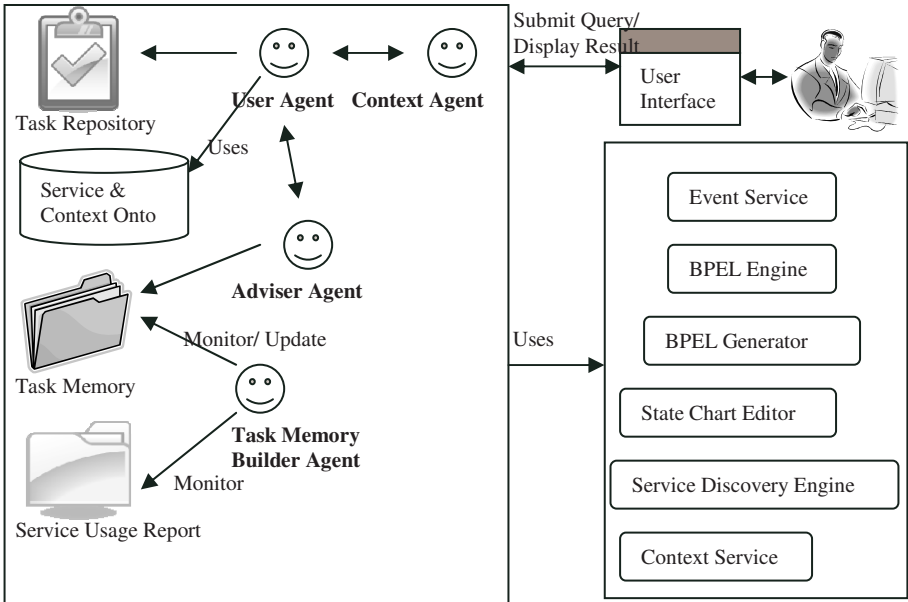 Submit Query/
Display Result
User
Interface
User Agent
Context Agent
Task Repository
Uses
Service &
Context Onto
Adviser Agent
Monitor/ Update
Task Memory
Task Memory
Builder Agent
Monitor
Service Usage Report
Uses
Event Service
BPEL Engine
BPEL Generator
State Chart Editor
Service Discovery Engine
Context Service